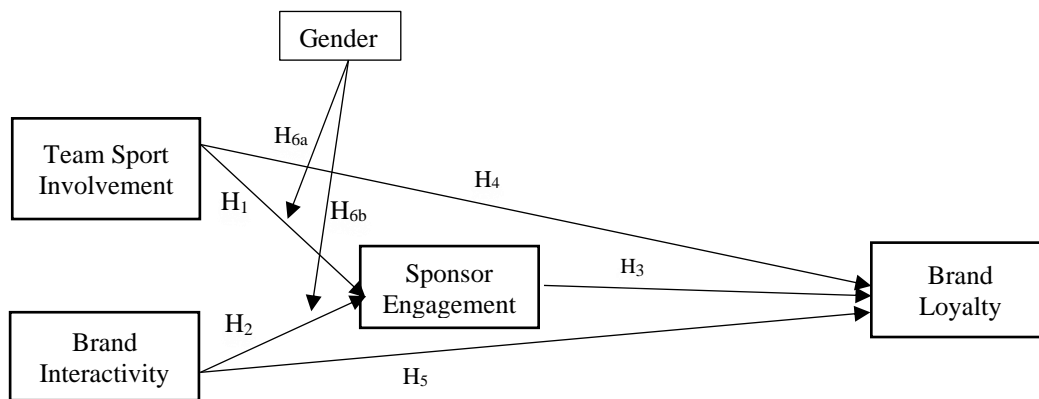 Gender
H6a
Team Sport
Involvement
H4
H1
H6b
Sponsor
Engagement
H3
Brand
Loyalty
H2
Brand
Interactivity
H5